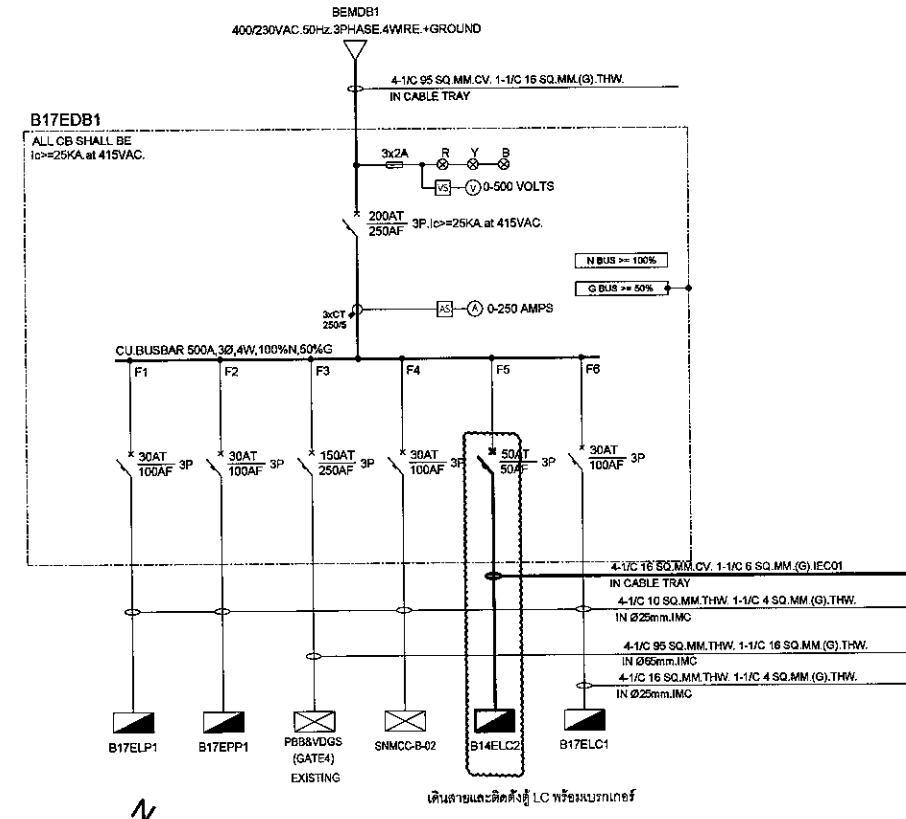 BEMDB1
400/230VAC.50Hz.3PHASE.4WIRE.+GROUND
4-1/C 95 SQ.MM.CV. 1-1/C 16 SQ.MM.(G).THW.
IN CABLE TRAY
B17EDB1
ALL CB SHALL BE
Ic>=25KA.at 415VAC.
3x2A R Y B
VS V 0-500 VOLTS
200AT
250AF 3P.Ic>=25KA.at 415VAC.
N BUS >= 100%
G BUS >= 50%
3xCT
250/5
AS A 0-250 AMPS
CU.BUSBAR 500A,3Ø,4W,100%N,50%G
F1 F2 F3 F4 F5 F6
30AT 30AT 150AT 30AT 50AT 30AT
100AF 3P 100AF 3P 250AF 3P 100AF 3P 50AF 3P 100AF 3P
4-1/C 16 SQ.MM.CV. 1-1/C 6 SQ.MM.(G).IEC01
IN CABLE TRAY
4-1/C 10 SQ.MM.THW. 1-1/C 4 SQ.MM.(G).THW.
IN Ø25mm.IMC
4-1/C 95 SQ.MM.THW. 1-1/C 16 SQ.MM.(G).THW.
IN Ø65mm.IMC
4-1/C 16 SQ.MM.THW. 1-1/C 4 SQ.MM.(G).THW.
IN Ø25mm.IMC
B17ELP1 B17EPP1 PBB&VDGS SNMCC-B-02 B14ELC2 B17ELC1
(GATE4)
EXISTING
เดินสายและติดตั้งตู้ LC พร้อมเบรกเกอร์